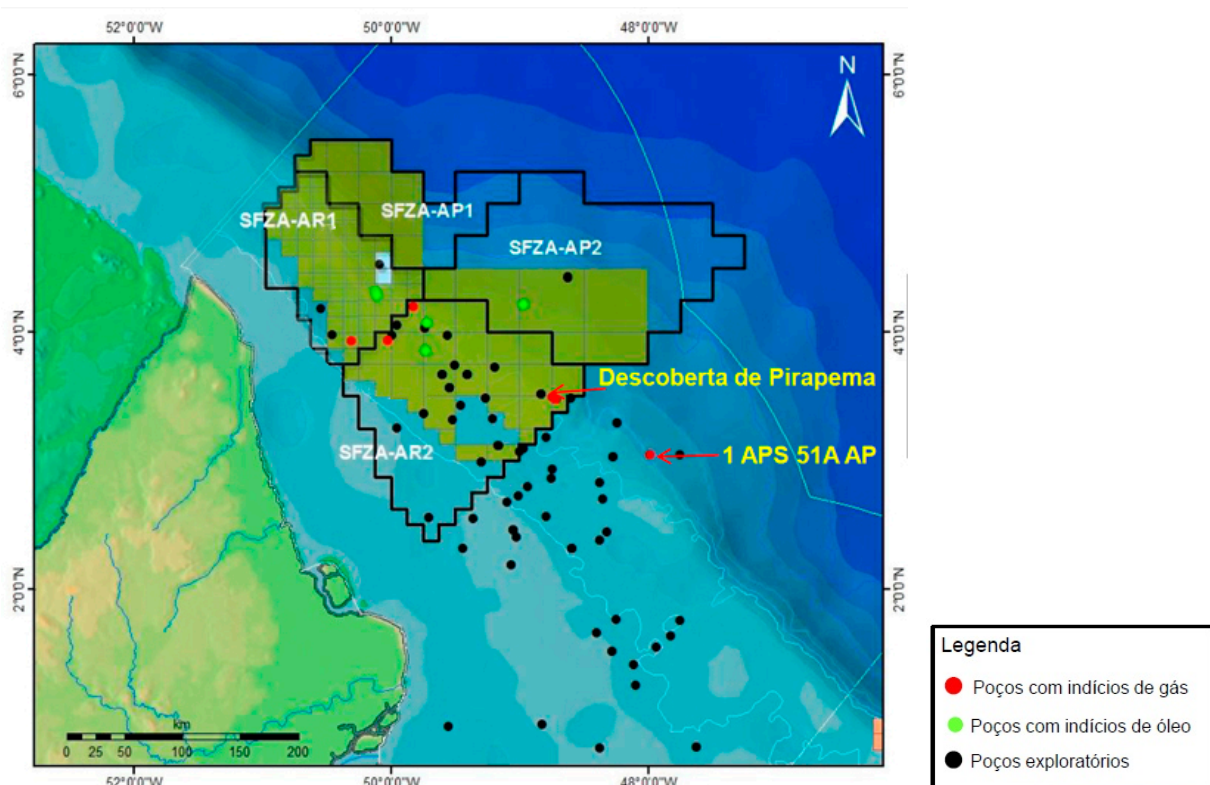 52°0'0"W 50°0'0"W 48°0'0"W
6°0'0"N 6°0'0"N
N
SFZA-AR1
SFZA-AP1
SFZA-AP2
4°0'0"N 4°0'0"N
Descoberta de Pirapema
SFZA-AR2
1 APS 51A AP
2°0'0"N 2°0'0"N
km
0 25 50 100 150 200
52°0'0"W 50°0'0"W 48°0'0"W
Legenda
Poços com indícios de gás
Poços com indícios de óleo
Poços exploratórios